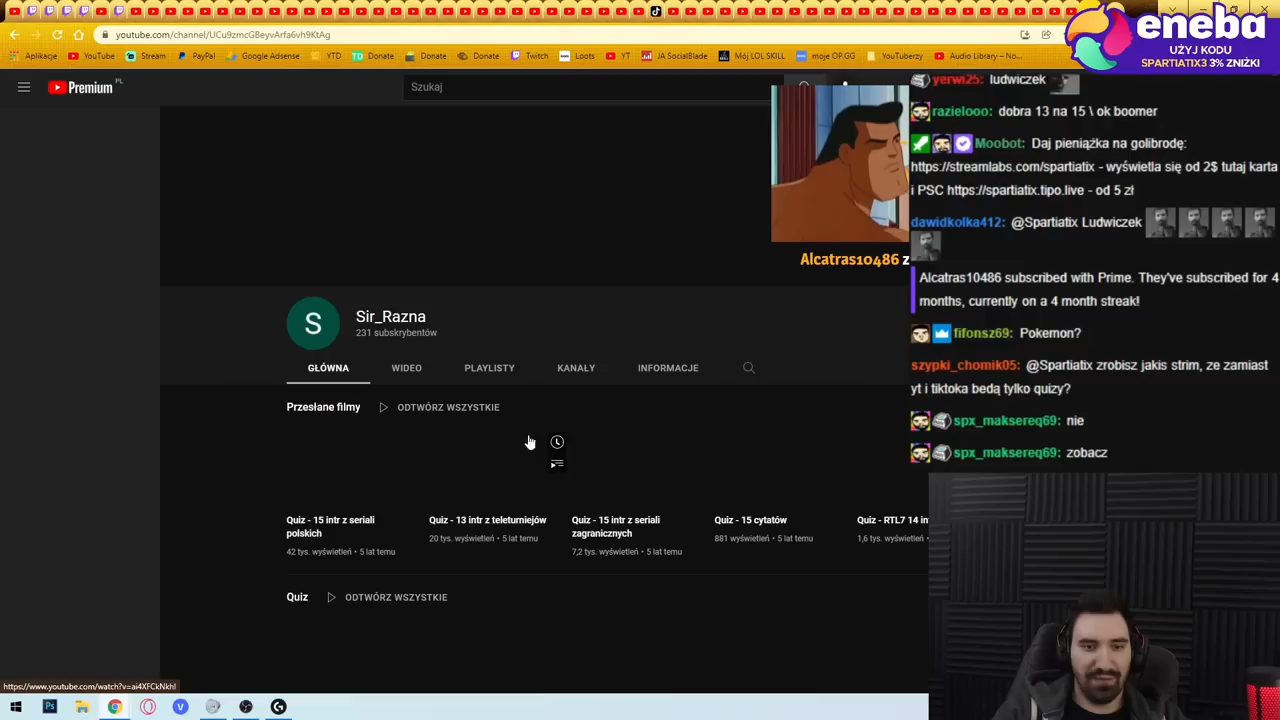 youtube.com/channel/UCu9zmcG8eyvArfa6vh9KtAg
Aplikacje YouTube Stream PayPal Google Adsense YTD Donate Donate Donate Twitch Loots YT JA SocialBlade Mój LOL SKILL moje OP.GG YouTuberzy Audio Library – No...
eneba
UŻYJ KODU
SPARTIATIX3 3% ZNIŻKI
Premium PL
Szukaj
Alcatras10486 z
Sir_Razna
231 subskrybentów
GŁÓWNA WIDEO PLAYLISTY KANAŁY INFORMACJE
Przesłane filmy ODTWÓRZ WSZYSTKIE
Quiz - 15 intr z seriali
polskich
42 tys. wyświetleń • 5 lat temu
Quiz - 13 intr z teleturniejów
20 tys. wyświetleń • 5 lat temu
Quiz - 15 intr z seriali
zagranicznych
7,2 tys. wyświetleń • 5 lat temu
Quiz - 15 cytatów
881 wyświetleń • 5 lat temu
Quiz - RTL7 14 in
1,6 tys. wyświetleń •
Quiz ODTWÓRZ WSZYSTKIE
yerwi25: ludwiczek
razielooo: dobra 13 na 15 \ ok boomer
Moobot: Daj pieniążka na golibrodę:
https://streamlabs.com/spartiatix - wyświetla się od 2$ tutaj karta
i PSC https://spartiatix.tipo.live - od 5 zł
dawidkolka412: @Spartiatix Ludwiczek
Alcatras10486 subscribed with Prime. They've subscribed for 4
months, currently on a 4 month streak!
fifonsz69: Pokemon?
szypki_chomik05: @Spartiatix zrobisz jakis strim, ze zamiast
yt i tiktoka bedą tylko quizy?
spx_maksereq69: nie
spx_maksereq69: zobacz
https://www.youtube.com/watch?v=ai4XFCkNkhI